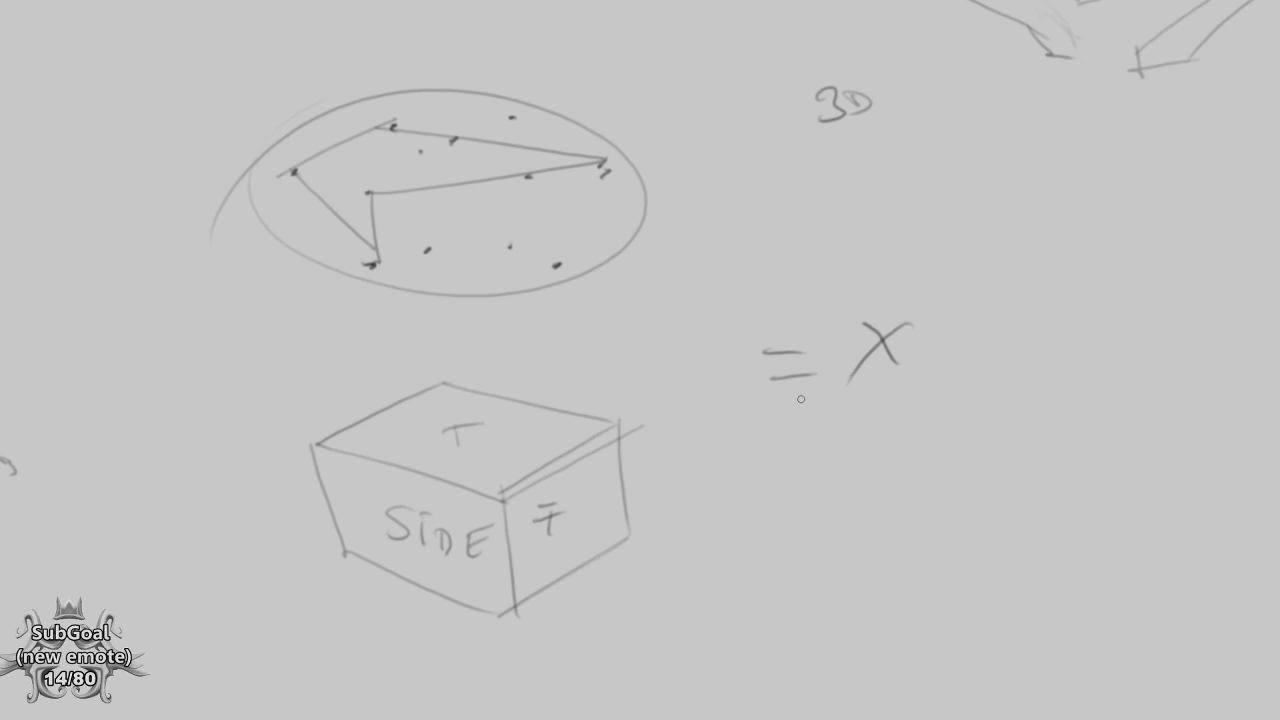 3D
= X
T
SIDE F
SubGoal
(new emote)
14/80